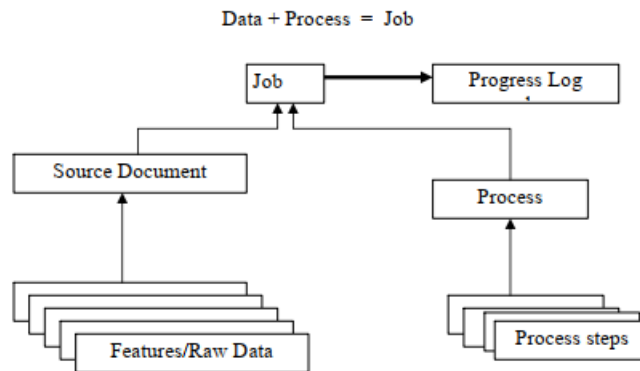 Data + Process = Job
Job
Progress Log
Source Document
Process
Features/Raw Data
Process steps